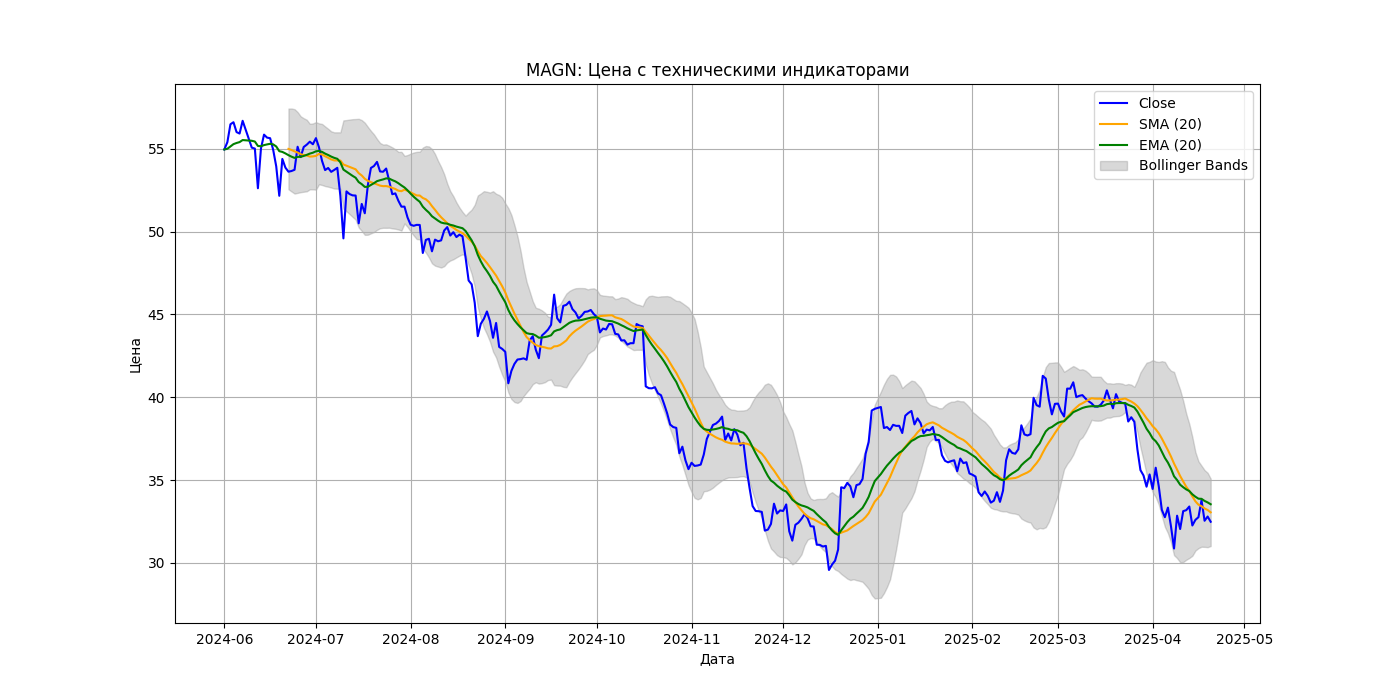 MAGN: Цена с техническими индикаторами
Close
SMA (20)
EMA (20)
Bollinger Bands
Цена
55
50
45
40
35
30
2024-06
2024-07
2024-08
2024-09
2024-10
2024-11
2024-12
2025-01
2025-02
2025-03
2025-04
2025-05
Дата